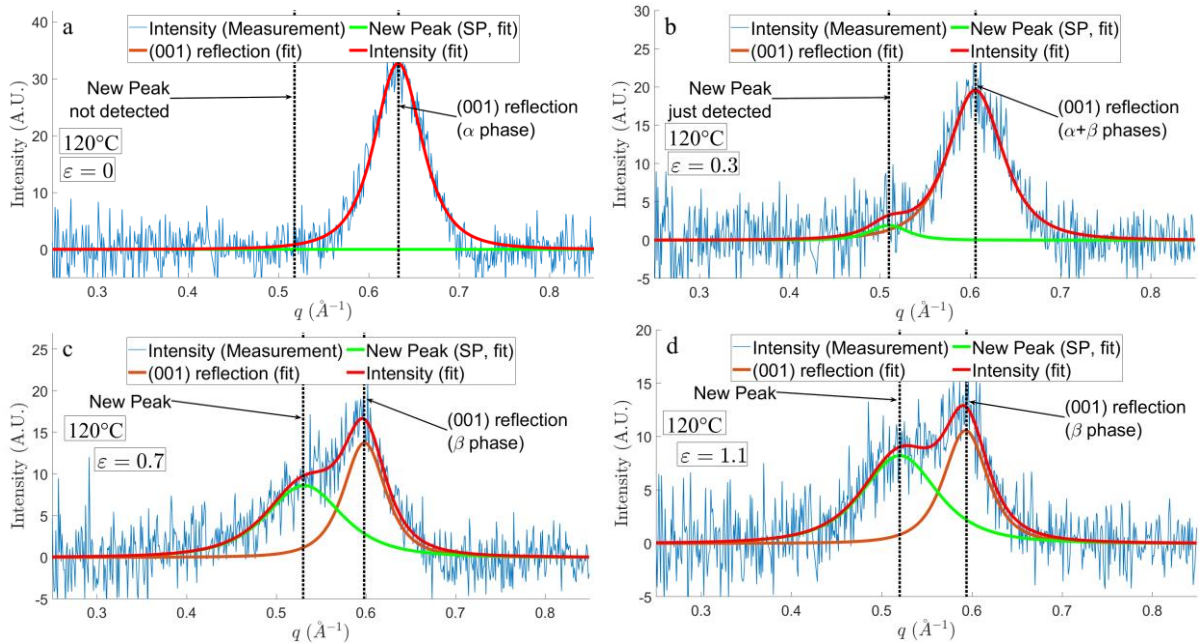 a
Intensity (Measurement) New Peak (SP, fit)
(001) reflection (fit) Intensity (fit)
New Peak
not detected
(001) reflection
(α phase)
120°C
ε = 0
Intensity (A.U.)
40
30
20
10
0
0.3 0.4 0.5 0.6 0.7 0.8
q (Å⁻¹)
b
Intensity (Measurement) New Peak (SP, fit)
(001) reflection (fit) Intensity (fit)
New Peak
just detected
(001) reflection
(α+β phases)
120°C
ε = 0.3
Intensity (A.U.)
30
25
20
15
10
5
0
-5
0.3 0.4 0.5 0.6 0.7 0.8
q (Å⁻¹)
c
Intensity (Measurement) New Peak (SP, fit)
(001) reflection (fit) Intensity (fit)
New Peak
(001) reflection
(β phase)
120°C
ε = 0.7
Intensity (A.U.)
25
20
15
10
5
0
-5
0.3 0.4 0.5 0.6 0.7 0.8
q (Å⁻¹)
d
Intensity (Measurement) New Peak (SP, fit)
(001) reflection (fit) Intensity (fit)
New Peak
(001) reflection
(β phase)
120°C
ε = 1.1
Intensity (A.U.)
20
15
10
5
0
-5
0.3 0.4 0.5 0.6 0.7 0.8
q (Å⁻¹)